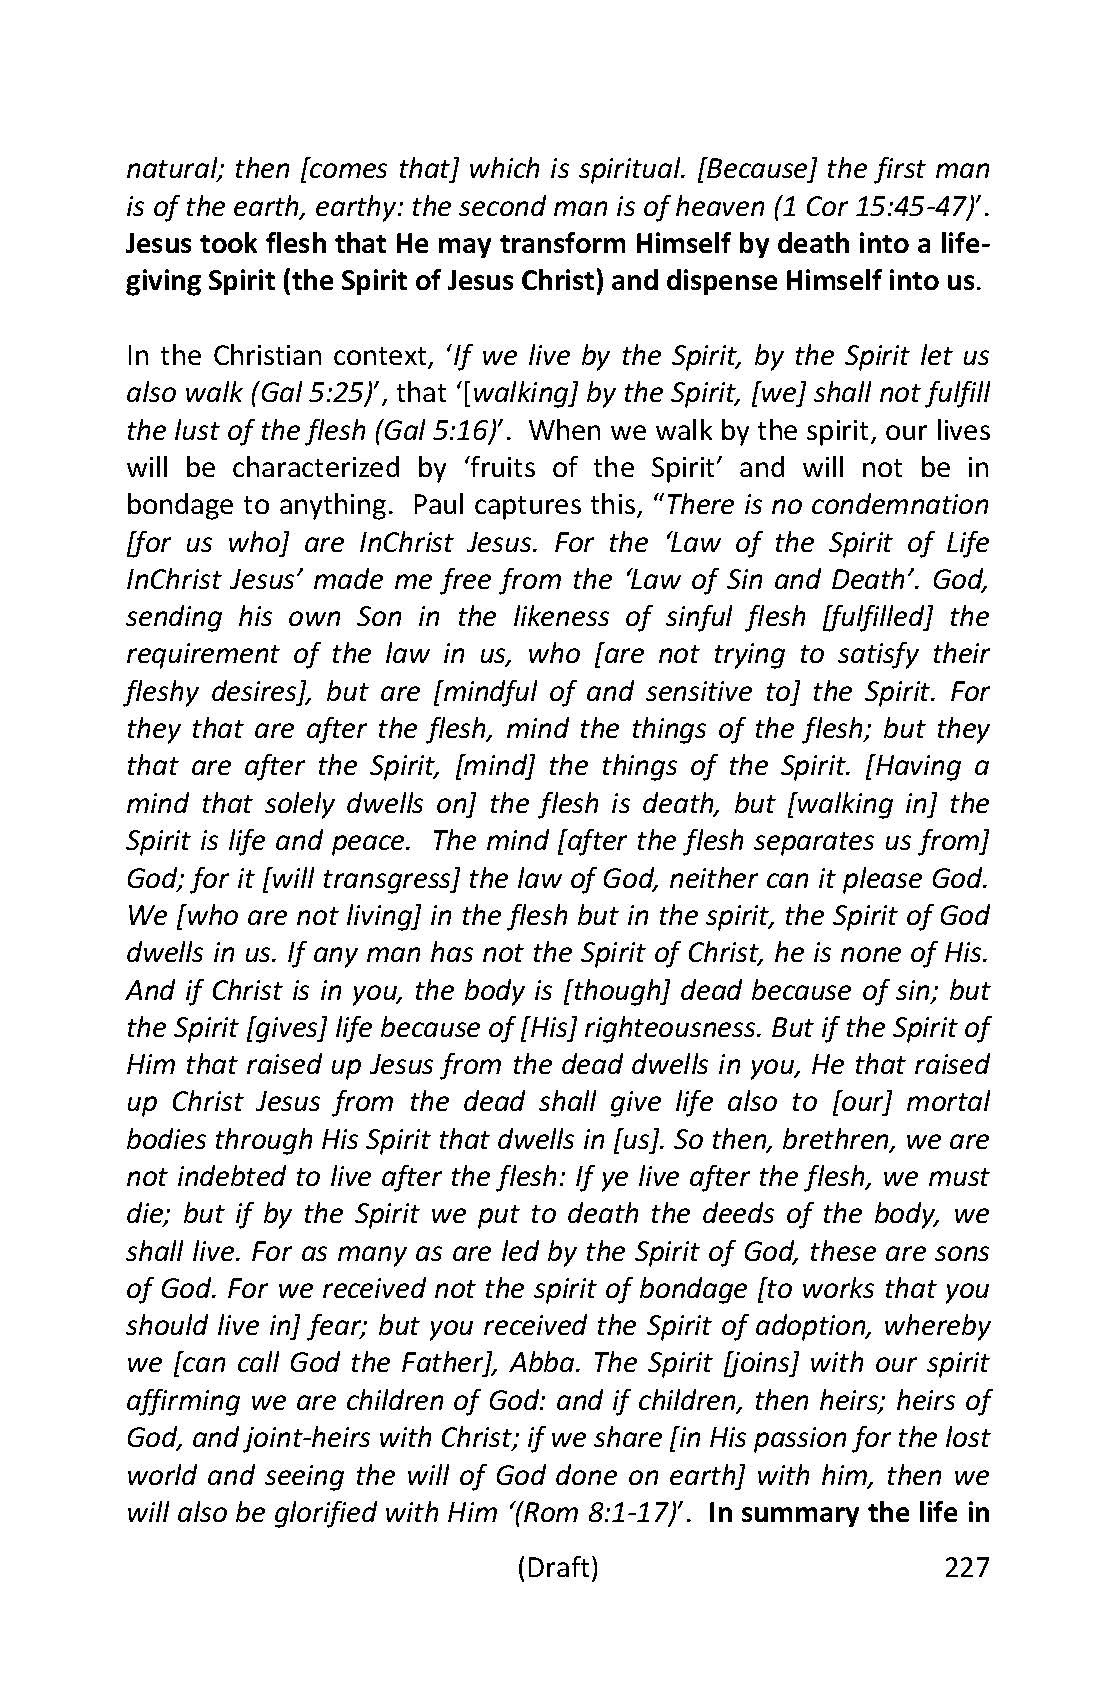 natural; then [comes that] which is spiritual. [Because] the first man
is of the earth, earthy: the second man is of heaven (1 Cor 15:45-47)’.
Jesus took flesh that He may transform Himself by death into a life-
giving Spirit (the Spirit of Jesus Christ) and dispense Himself into us.
In the Christian context, ‘If we live by the Spirit, by the Spirit let us
also walk (Gal 5:25)’, that ‘[walking] by the Spirit, [we] shall not fulfill
the lust of the flesh (Gal 5:16)’. When we walk by the spirit, our lives
will be characterized by ‘fruits of the Spirit’ and will not be in
bondage to anything. Paul captures this, “There is no condemnation
[for us who] are InChrist Jesus. For the ‘Law of the Spirit of Life
InChrist Jesus’ made me free from the ‘Law of Sin and Death’. God,
sending his own Son in the likeness of sinful flesh [fulfilled] the
requirement of the law in us, who [are not trying to satisfy their
fleshy desires], but are [mindful of and sensitive to] the Spirit. For
they that are after the flesh, mind the things of the flesh; but they
that are after the Spirit, [mind] the things of the Spirit. [Having a
mind that solely dwells on] the flesh is death, but [walking in] the
Spirit is life and peace. The mind [after the flesh separates us from]
God; for it [will transgress] the law of God, neither can it please God.
We [who are not living] in the flesh but in the spirit, the Spirit of God
dwells in us. If any man has not the Spirit of Christ, he is none of His.
And if Christ is in you, the body is [though] dead because of sin; but
the Spirit [gives] life because of [His] righteousness. But if the Spirit of
Him that raised up Jesus from the dead dwells in you, He that raised
up Christ Jesus from the dead shall give life also to [our] mortal
bodies through His Spirit that dwells in [us]. So then, brethren, we are
not indebted to live after the flesh: If ye live after the flesh, we must
die; but if by the Spirit we put to death the deeds of the body, we
shall live. For as many as are led by the Spirit of God, these are sons
of God. For we received not the spirit of bondage [to works that you
should live in] fear; but you received the Spirit of adoption, whereby
we [can call God the Father], Abba. The Spirit [joins] with our spirit
affirming we are children of God: and if children, then heirs; heirs of
God, and joint-heirs with Christ; if we share [in His passion for the lost
world and seeing the will of God done on earth] with him, then we
will also be glorified with Him ‘(Rom 8:1-17)’. In summary the life in
(Draft) 227